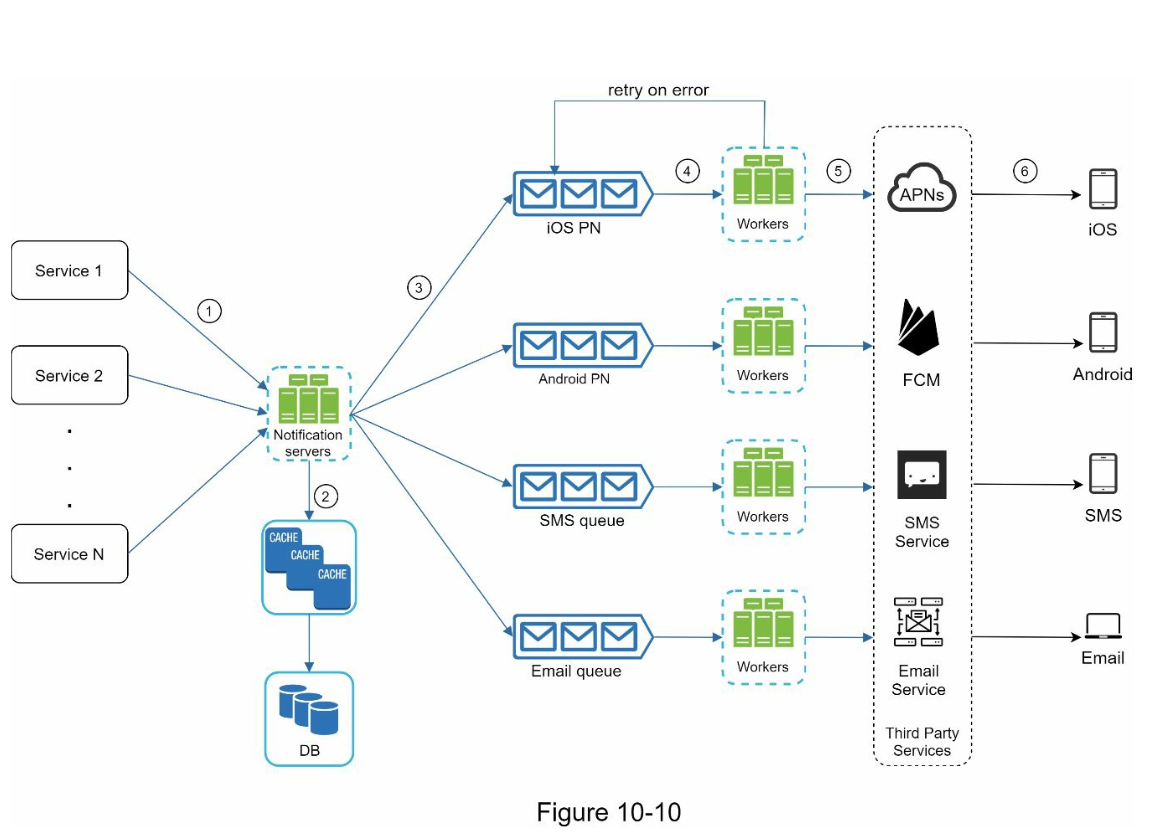 retry on error
4
5
6
APNs
iOS PN
Workers
iOS
Service 1
1
3
Service 2
Android PN
Workers
FCM
Android
Notification
servers
2
SMS queue
Workers
SMS
Service
SMS
Service N
CACHE
CACHE
CACHE
Email queue
Workers
Email
Service
Email
DB
Third Party
Services
Figure 10-10